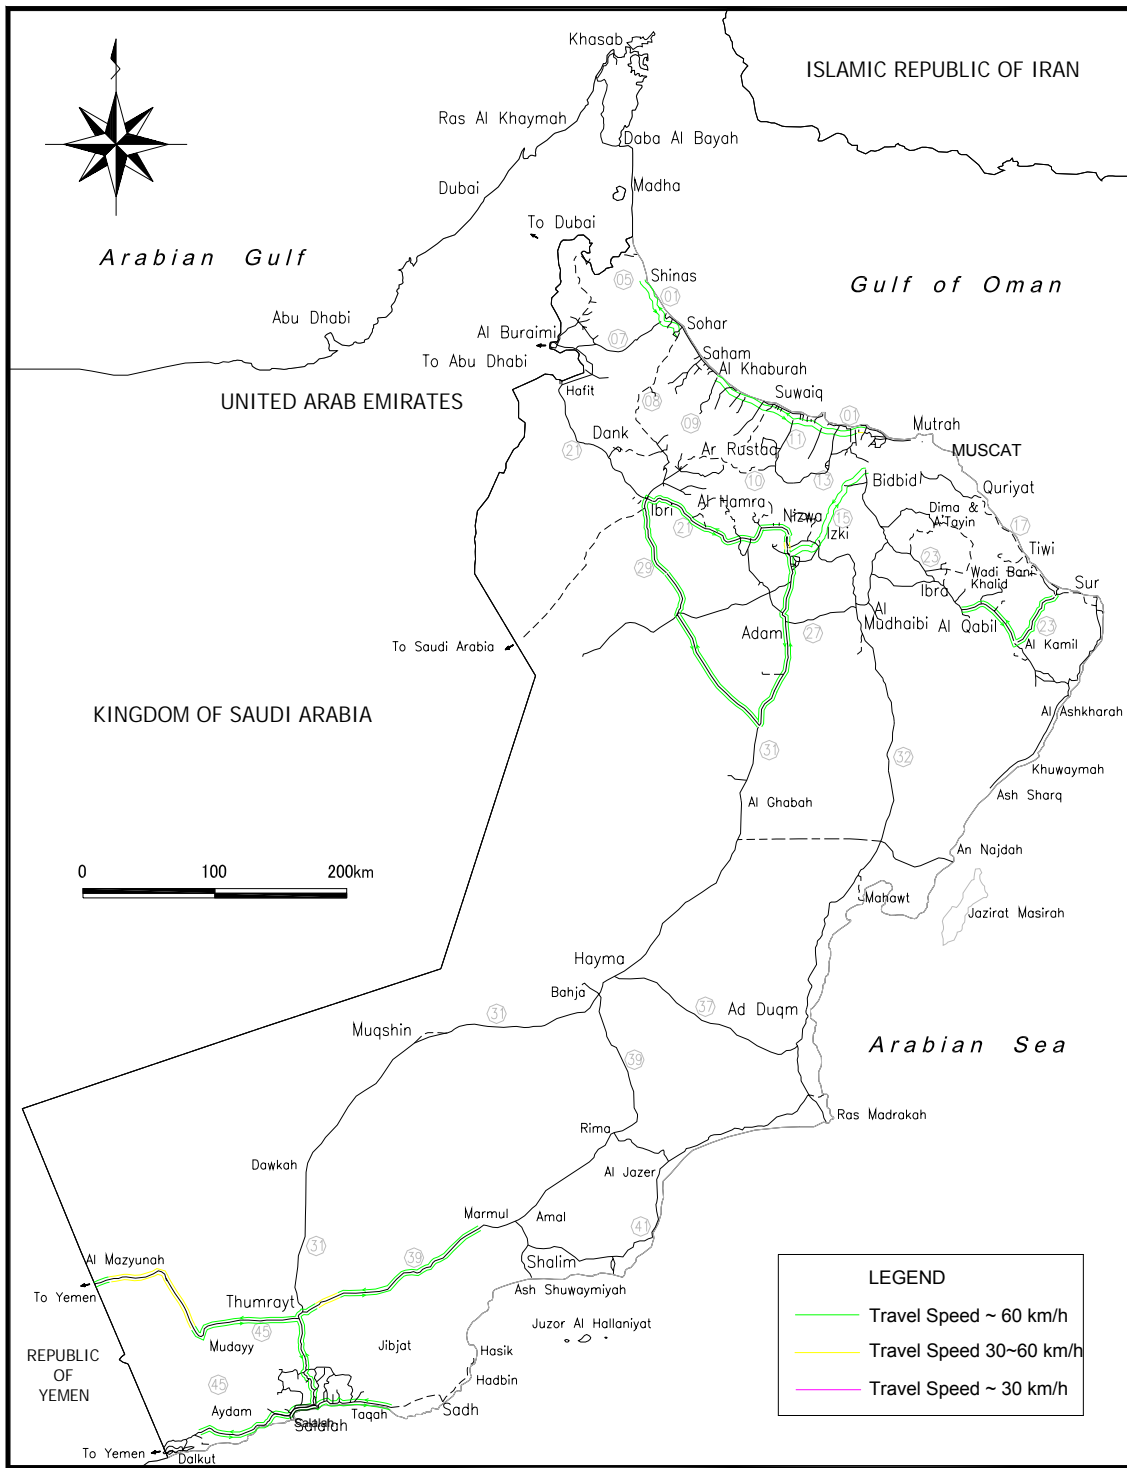 Khasab
ISLAMIC REPUBLIC OF IRAN
Ras Al Khaymah
Daba Al Bayah
Dubai
Madha
To Dubai
Arabian Gulf
05
Shinas
Gulf of Oman
01
Abu Dhabi
Al Buraimi
07
Sohar
To Abu Dhabi
Saham
Al Khaburah
Hafit
Suwaiq
UNITED ARAB EMIRATES
08
09
01
Mutrah
21
Dank
Ar Rustaq
11
MUSCAT
10
13
Bidbid
Quriyat
Al Hamra
Dima &
A'Tayin
Ibri
Nizwa
15
17
21
Izki
Tiwi
29
23
Wadi Bani
Khalid
Sur
Ibra
Al
Mudhaibi
Adam
27
Al Qabil
23
To Saudi Arabia
Al Kamil
KINGDOM OF SAUDI ARABIA
Al Ashkharah
31
32
Khuwaymah
Al Ghabah
Ash Sharq
An Najdah
0
100
200km
Mahawt
Jazirat Masirah
Hayma
Bahja
31
37
Ad Duqm
Muqshin
Arabian Sea
39
Ras Madrakah
Rima
Dawkah
Al Jazer
Marmul
Amal
41
31
39
Al Mazyunah
Shalim
LEGEND
To Yemen
Ash Shuwaymiyah
Thumrayt
Travel Speed ~ 60 km/h
Juzor Al Hallaniyat
45
Mudayy
Jibjat
Travel Speed 30~60 km/h
REPUBLIC
OF
YEMEN
Hasik
Hadbin
45
Travel Speed ~ 30 km/h
Aydam
Taqah
Sadh
Salalah
Salalah
To Yemen
Dalkut